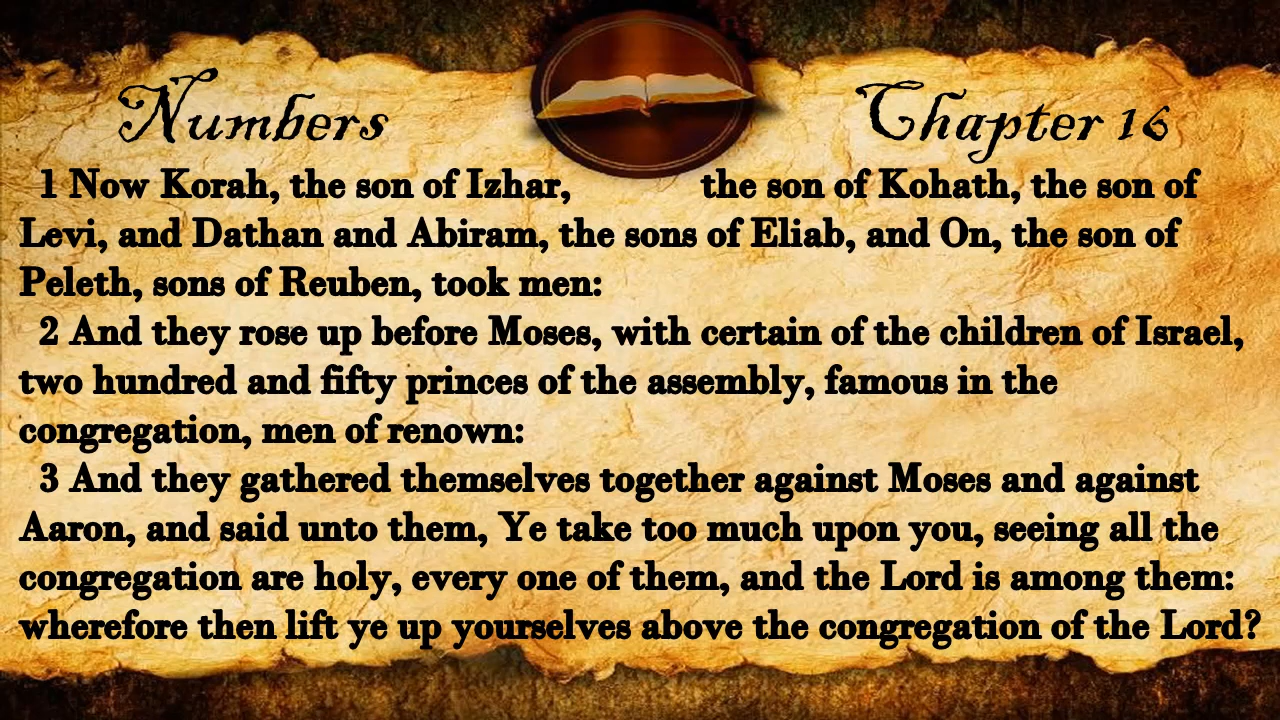 Numbers Chapter 16
1 Now Korah, the son of Izhar, the son of Kohath, the son of
Levi, and Dathan and Abiram, the sons of Eliab, and On, the son of
Peleth, sons of Reuben, took men:
2 And they rose up before Moses, with certain of the children of Israel,
two hundred and fifty princes of the assembly, famous in the
congregation, men of renown:
3 And they gathered themselves together against Moses and against
Aaron, and said unto them, Ye take too much upon you, seeing all the
congregation are holy, every one of them, and the Lord is among them:
wherefore then lift ye up yourselves above the congregation of the Lord?